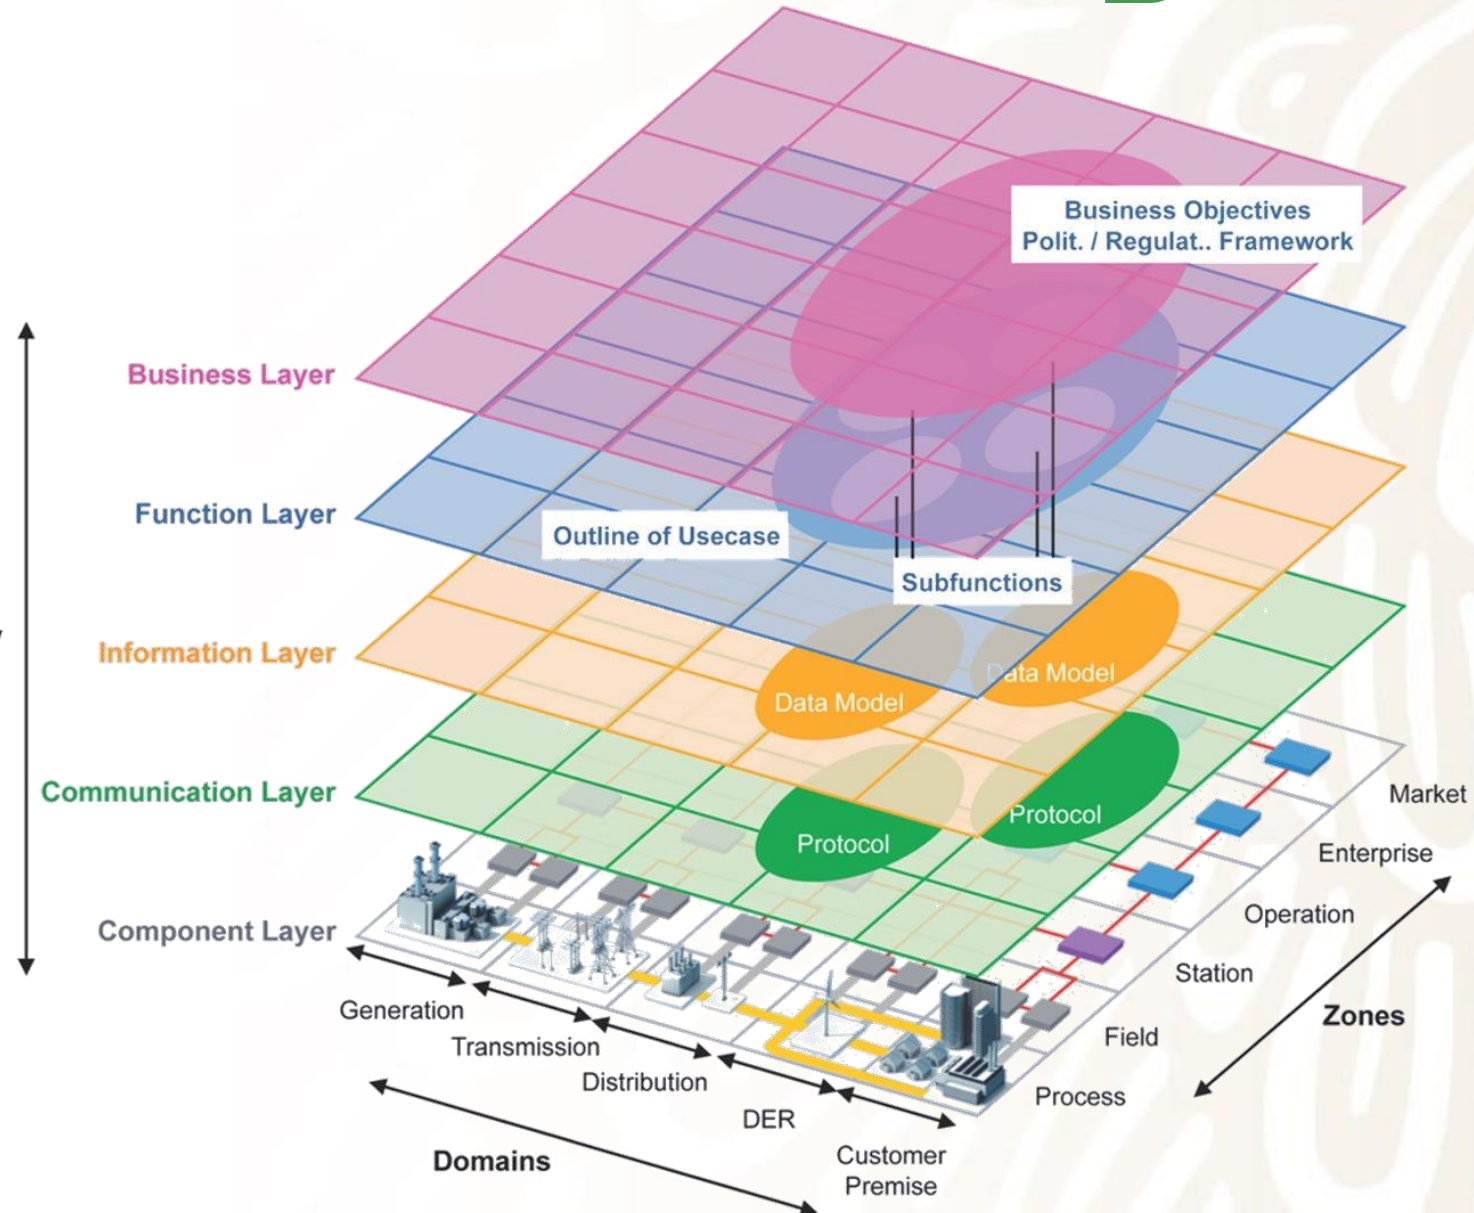 Business Objectives
Polit. / Regulat.. Framework
Business Layer
Function Layer
Outline of Usecase
Subfunctions
Information Layer
Data Model
Data Model
Communication Layer
Protocol
Protocol
Component Layer
Market
Enterprise
Operation
Station
Field
Process
Zones
Generation
Transmission
Distribution
DER
Customer
Premise
Domains